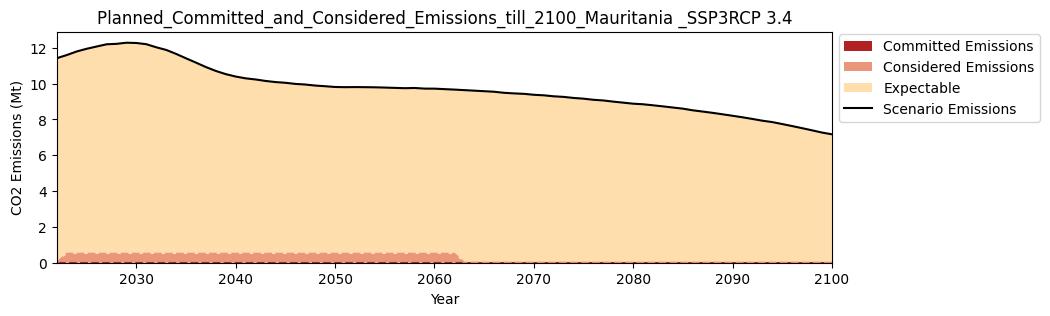 Planned_Committed_and_Considered_Emissions_till_2100_Mauritania _SSP3RCP 3.4
12
10
8
6
4
2
0
CO2 Emissions (Mt)
2030
2040
2050
2060
2070
2080
2090
2100
Year
Committed Emissions
Considered Emissions
Expectable
Scenario Emissions